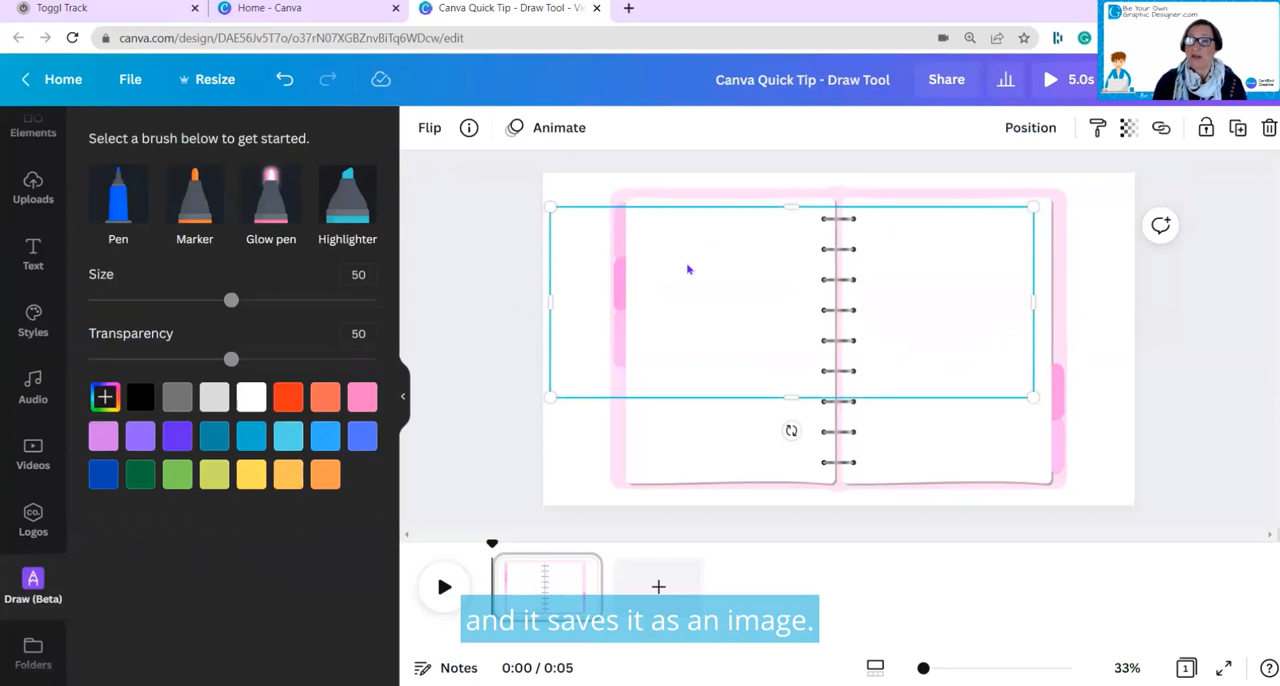 Toggl Track
Home - Canva
Canva Quick Tip - Draw Tool - Vi
canva.com/design/DAE56Jv5T7o/o37rN07XGBZnvBiTq6WDcw/edit
Be Your Own
Graphic Designer.com
Home
File
Resize
Canva Quick Tip - Draw Tool
Share
5.0s
Elements
Uploads
Text
Styles
Audio
Videos
CO.
Logos
Draw (Beta)
Folders
Select a brush below to get started.
Pen
Marker
Glow pen
Highlighter
Size
50
Transparency
50
Flip
Animate
Position
and it saves it as an image.
Notes
0:00 / 0:05
33%
1